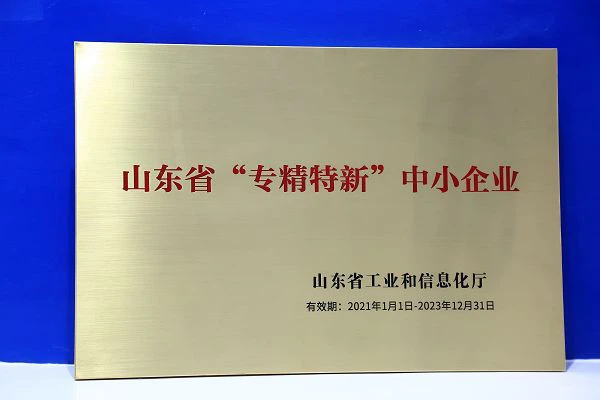 山东省“专精特新”中小企业
山东省工业和信息化厅
有效期：2021年1月1日-2023年12月31日